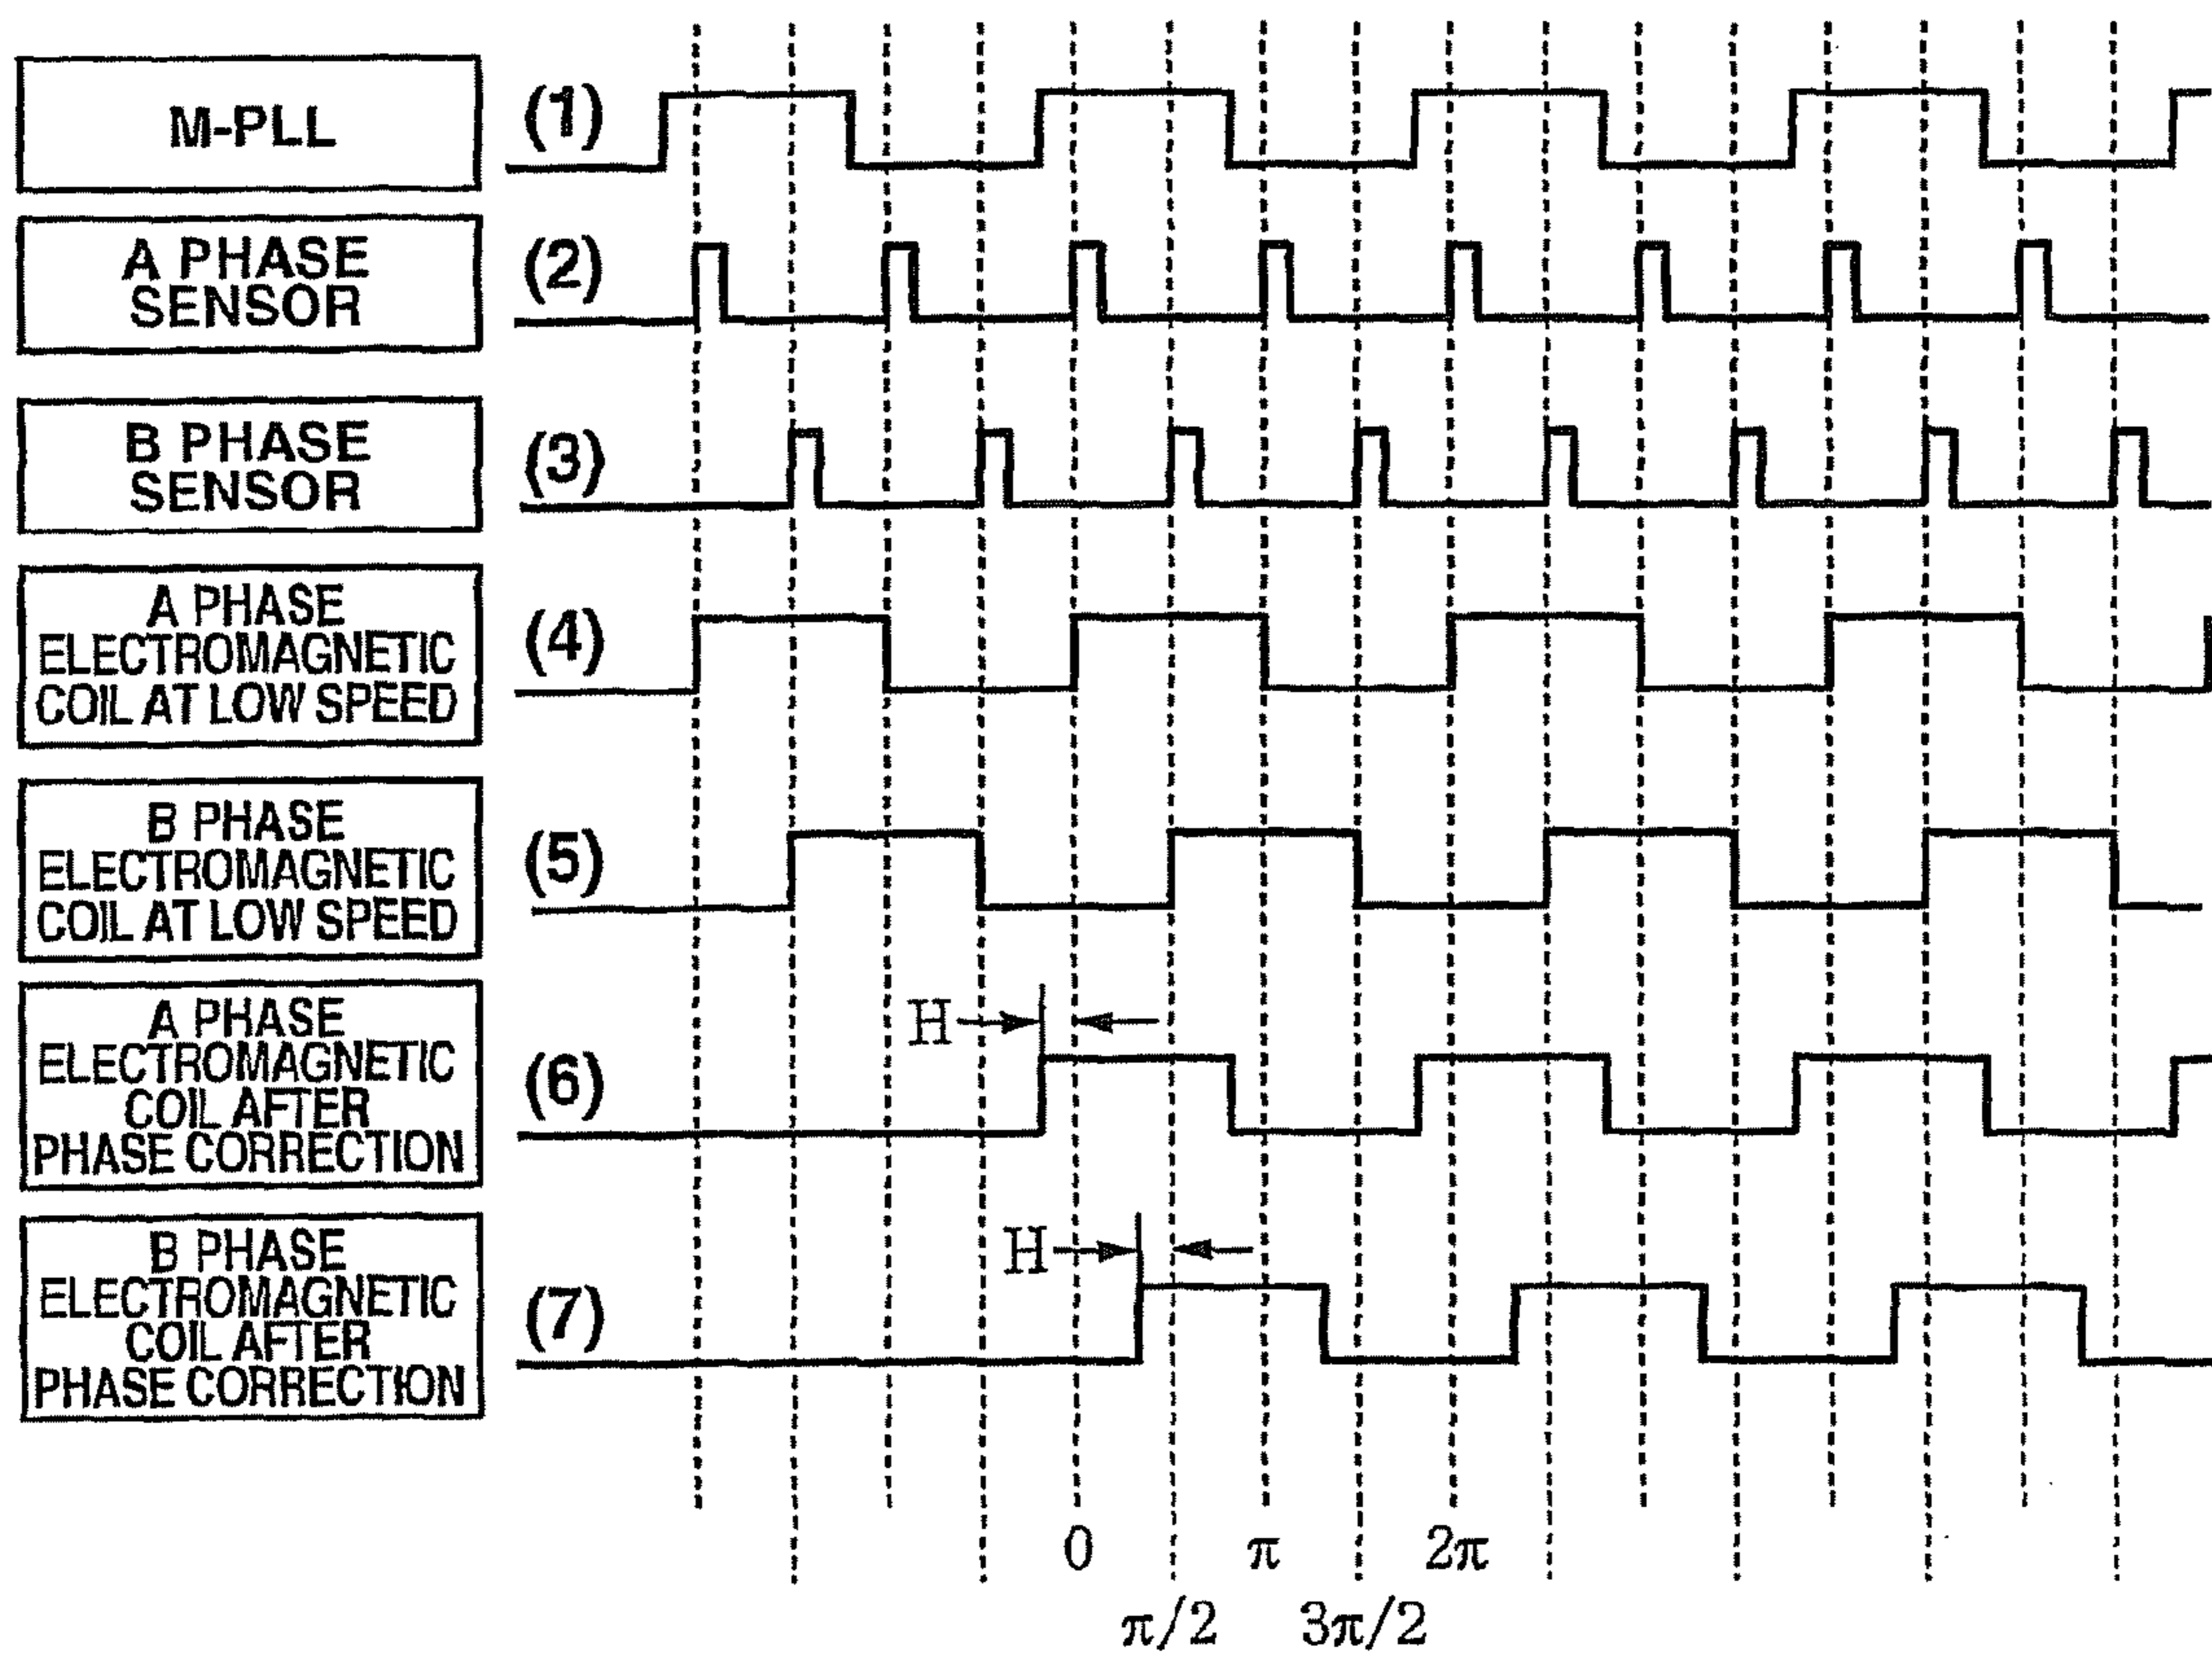 M-PLL
(1)
A PHASE
SENSOR
(2)
B PHASE
SENSOR
(3)
A PHASE
ELECTROMAGNETIC
COIL AT LOW SPEED
(4)
B PHASE
ELECTROMAGNETIC
COIL AT LOW SPEED
(5)
A PHASE
ELECTROMAGNETIC
COIL AFTER
PHASE CORRECTION
(6)
H
B PHASE
ELECTROMAGNETIC
COIL AFTER
PHASE CORRECTION
(7)
H
0 π 2π
π/2 3π/2